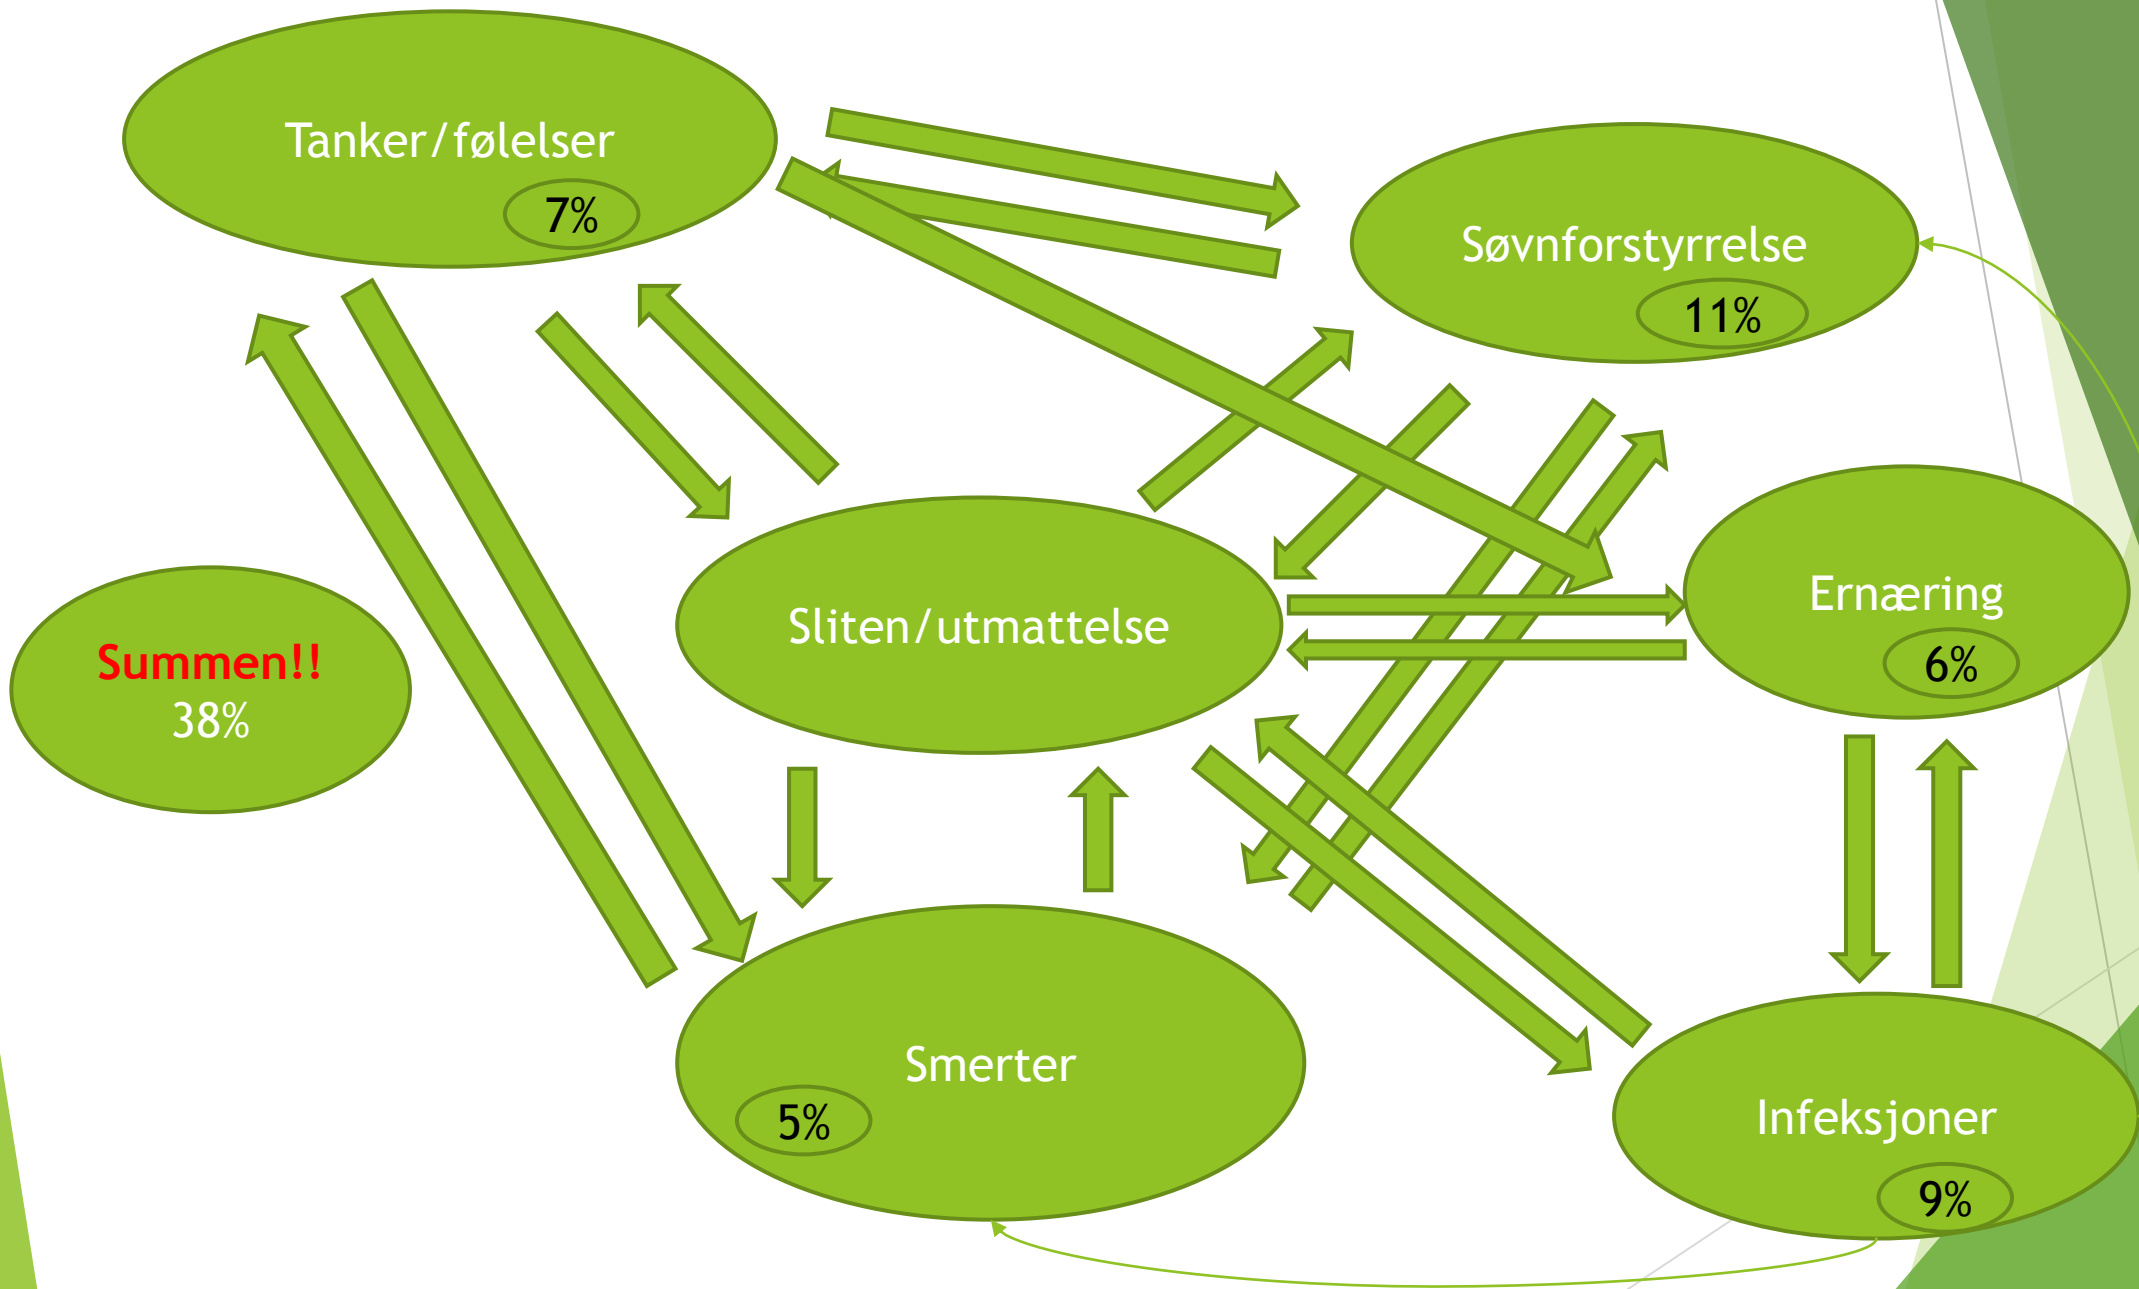 Tanker/følelser
7%
Søvnforstyrrelse
11%
Sliten/utmattelse
Ernæring
6%
Summen!!
38%
Smerter
5%
Infeksjoner
9%